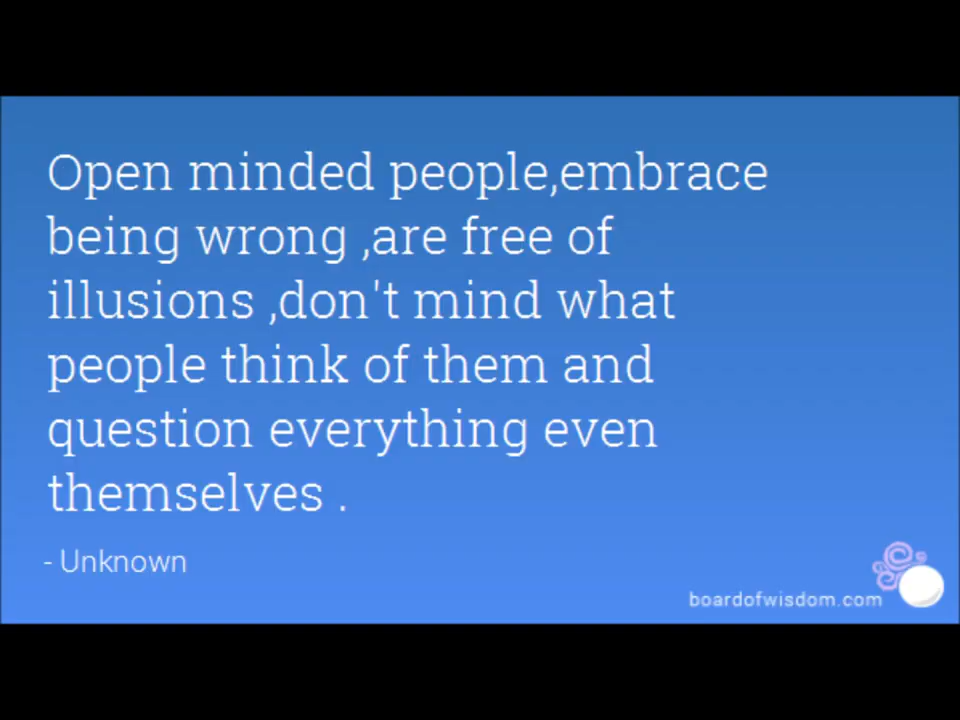 Open minded people,embrace
being wrong ,are free of
illusions ,don't mind what
people think of them and
question everything even
themselves .
- Unknown
boardofwisdom.com